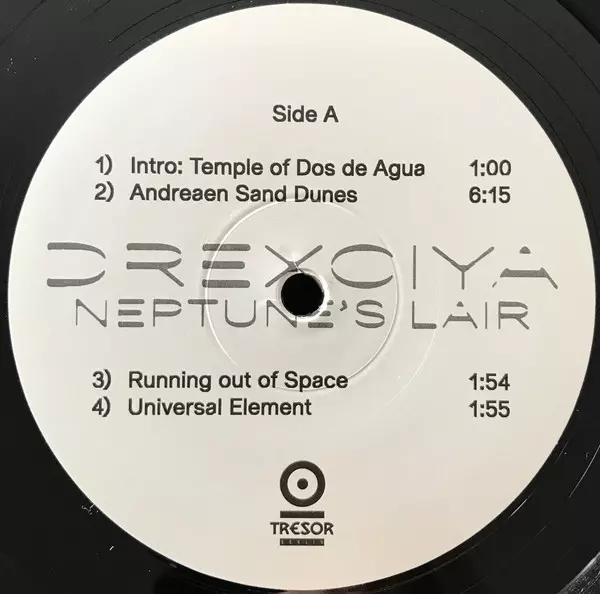 Side A
1) Intro: Temple of Dos de Agua 1:00
2) Andreaen Sand Dunes 6:15
DREXCIYA
NEPTUNE'S LAIR
3) Running out of Space 1:54
4) Universal Element 1:55
TRESOR
BERLIN